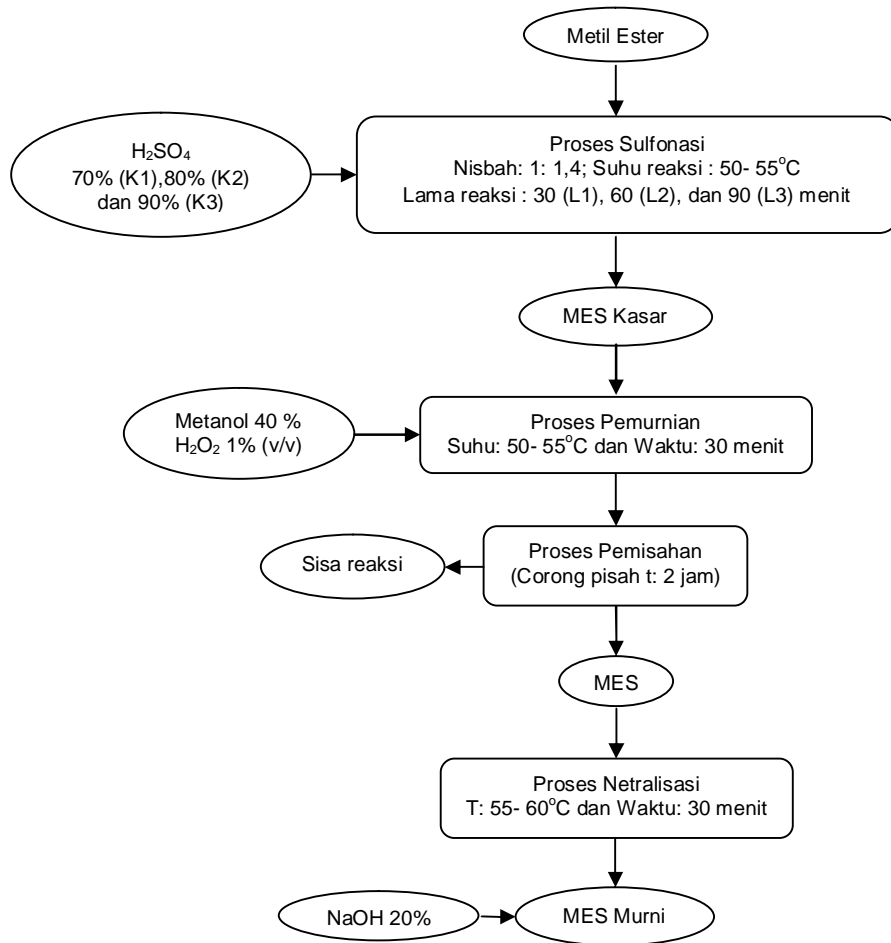 Metil Ester
H₂SO₄
70% (K1),80% (K2)
dan 90% (K3)
Proses Sulfonasi
Nisbah: 1: 1,4; Suhu reaksi : 50- 55°C
Lama reaksi : 30 (L1), 60 (L2), dan 90 (L3) menit
MES Kasar
Metanol 40 %
H₂O₂ 1% (v/v)
Proses Pemurnian
Suhu: 50- 55°C dan Waktu: 30 menit
Sisa reaksi
Proses Pemisahan
(Corong pisah t: 2 jam)
MES
Proses Netralisasi
T: 55- 60°C dan Waktu: 30 menit
NaOH 20%
MES Murni